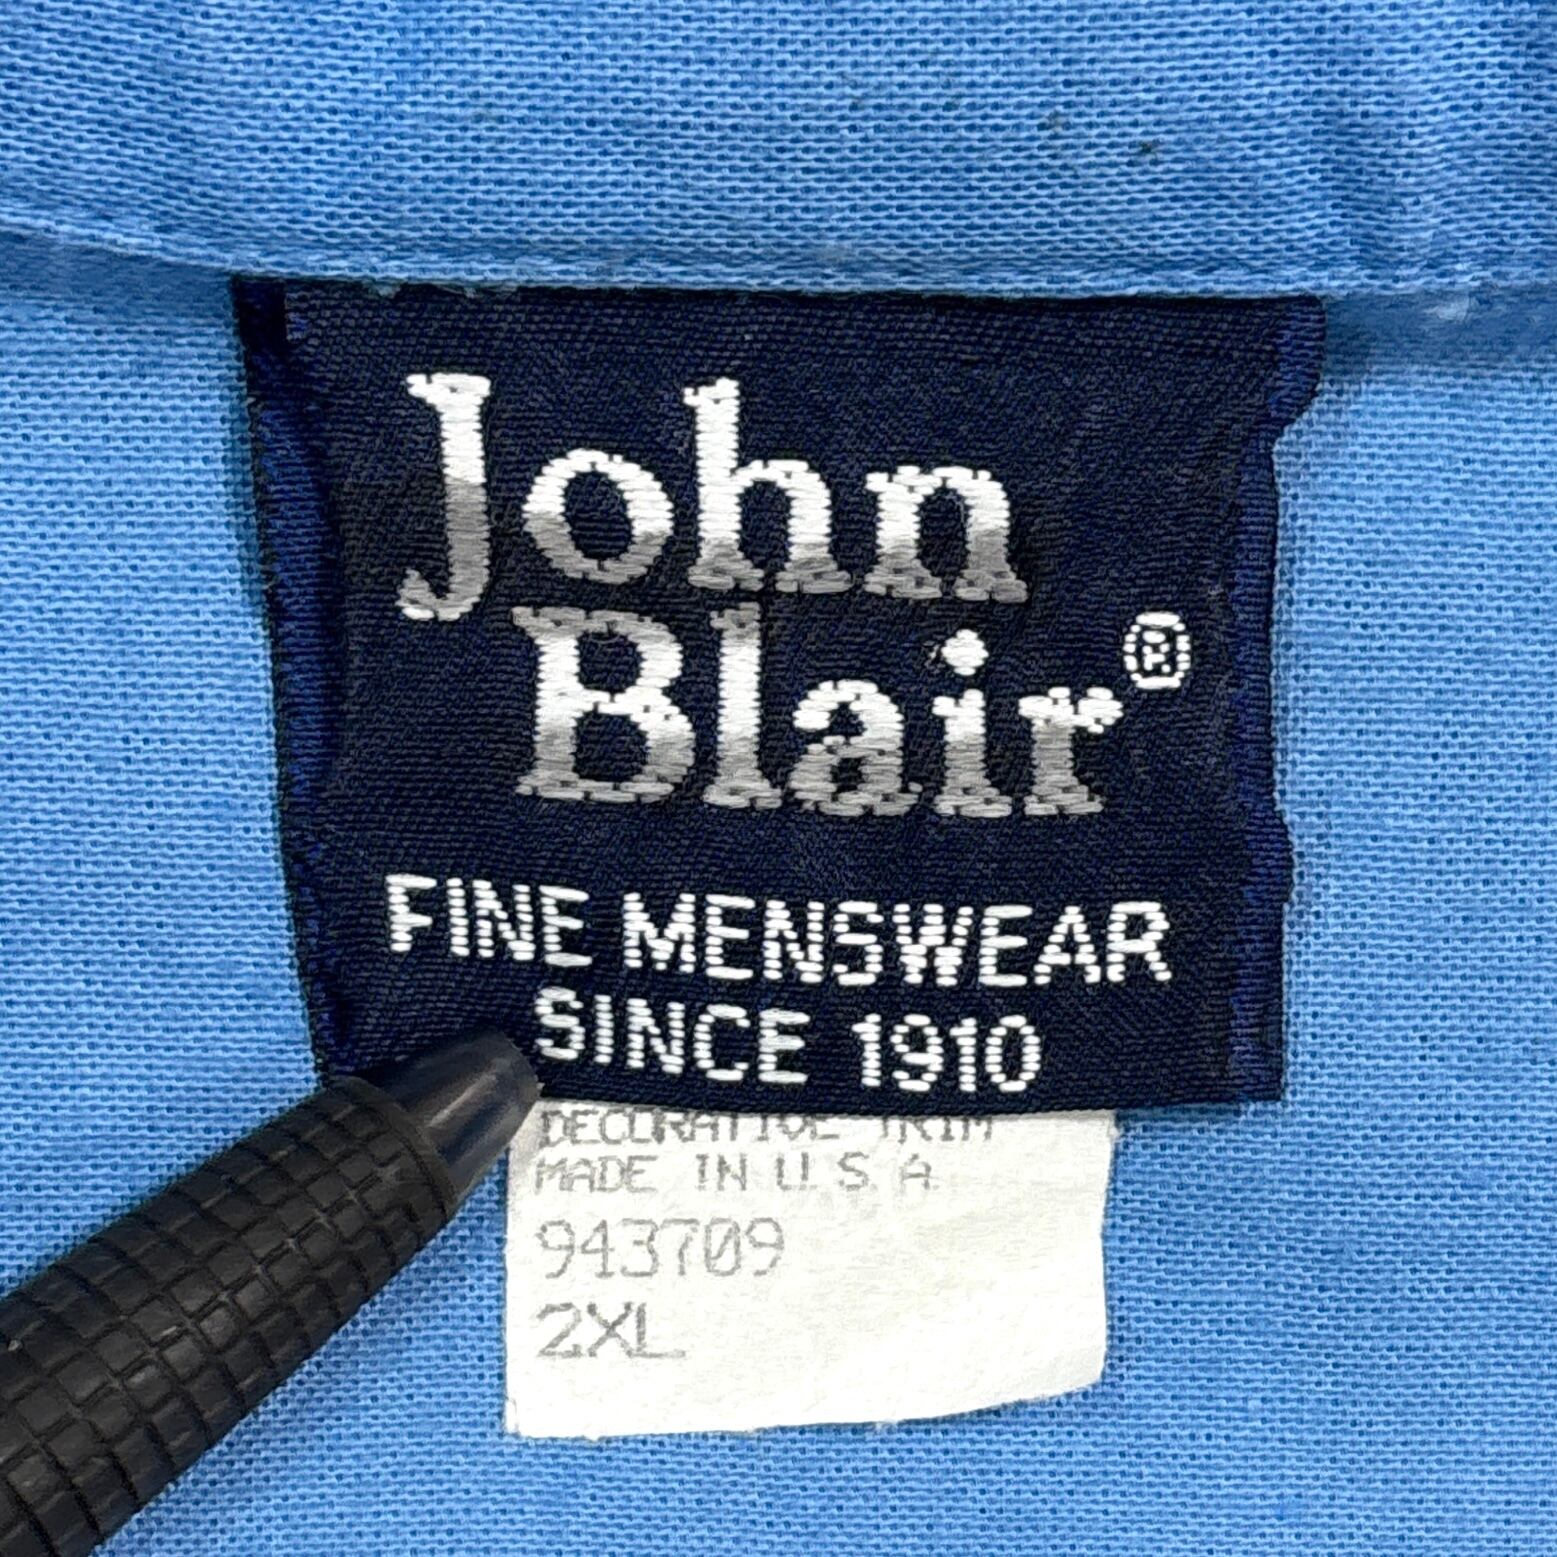 John
Blair®
FINE MENSWEAR
SINCE 1910
DECORATIVE TRIM
MADE IN U S A
943709
2XL